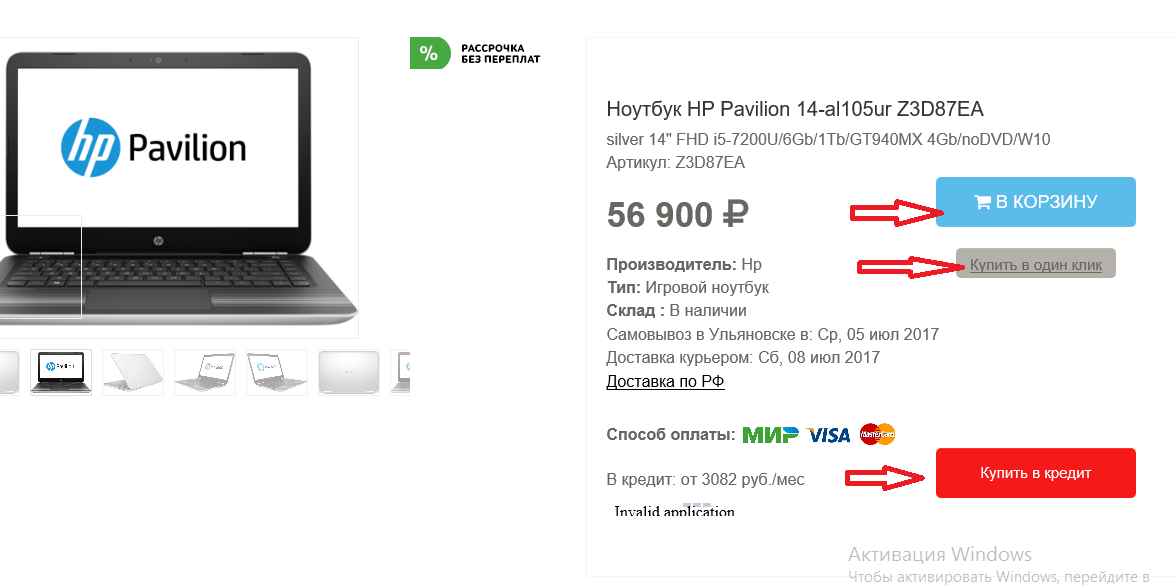 %
РАССРОЧКА
БЕЗ ПЕРЕПЛАТ
hp Pavilion
hp
Ноутбук HP Pavilion 14-al105ur Z3D87EA
silver 14" FHD i5-7200U/6Gb/1Tb/GT940MX 4Gb/noDVD/W10
Артикул: Z3D87EA
56 900 ₽
В КОРЗИНУ
Купить в один клик
Производитель: Hp
Тип: Игровой ноутбук
Склад : В наличии
Самовывоз в Ульяновске в: Ср, 05 июл 2017
Доставка курьером: Сб, 08 июл 2017
Доставка по РФ
Способ оплаты: МИР VISA MasterCard
В кредит: от 3082 руб./мес
Купить в кредит
Invalid application
Активация Windows
Чтобы активировать Windows, перейдите в